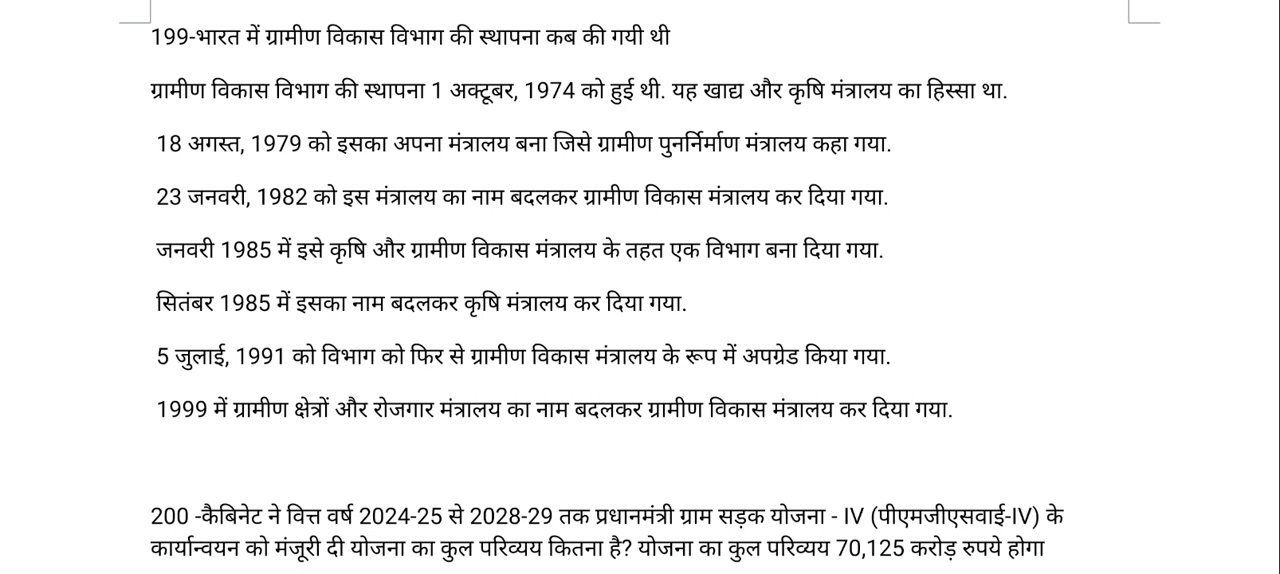 199-भारत में ग्रामीण विकास विभाग की स्थापना कब की गयी थी
ग्रामीण विकास विभाग की स्थापना 1 अक्टूबर, 1974 को हुई थी. यह खाद्य और कृषि मंत्रालय का हिस्सा था.
18 अगस्त, 1979 को इसका अपना मंत्रालय बना जिसे ग्रामीण पुनर्निर्माण मंत्रालय कहा गया.
23 जनवरी, 1982 को इस मंत्रालय का नाम बदलकर ग्रामीण विकास मंत्रालय कर दिया गया.
जनवरी 1985 में इसे कृषि और ग्रामीण विकास मंत्रालय के तहत एक विभाग बना दिया गया.
सितंबर 1985 में इसका नाम बदलकर कृषि मंत्रालय कर दिया गया.
5 जुलाई, 1991 को विभाग को फिर से ग्रामीण विकास मंत्रालय के रूप में अपग्रेड किया गया.
1999 में ग्रामीण क्षेत्रों और रोजगार मंत्रालय का नाम बदलकर ग्रामीण विकास मंत्रालय कर दिया गया.
200 -कैबिनेट ने वित्त वर्ष 2024-25 से 2028-29 तक प्रधानमंत्री ग्राम सड़क योजना - IV (पीएमजीएसवाई-IV) के
कार्यान्वयन को मंजूरी दी योजना का कुल परिव्यय कितना है? योजना का कुल परिव्यय 70,125 करोड़ रुपये होगा